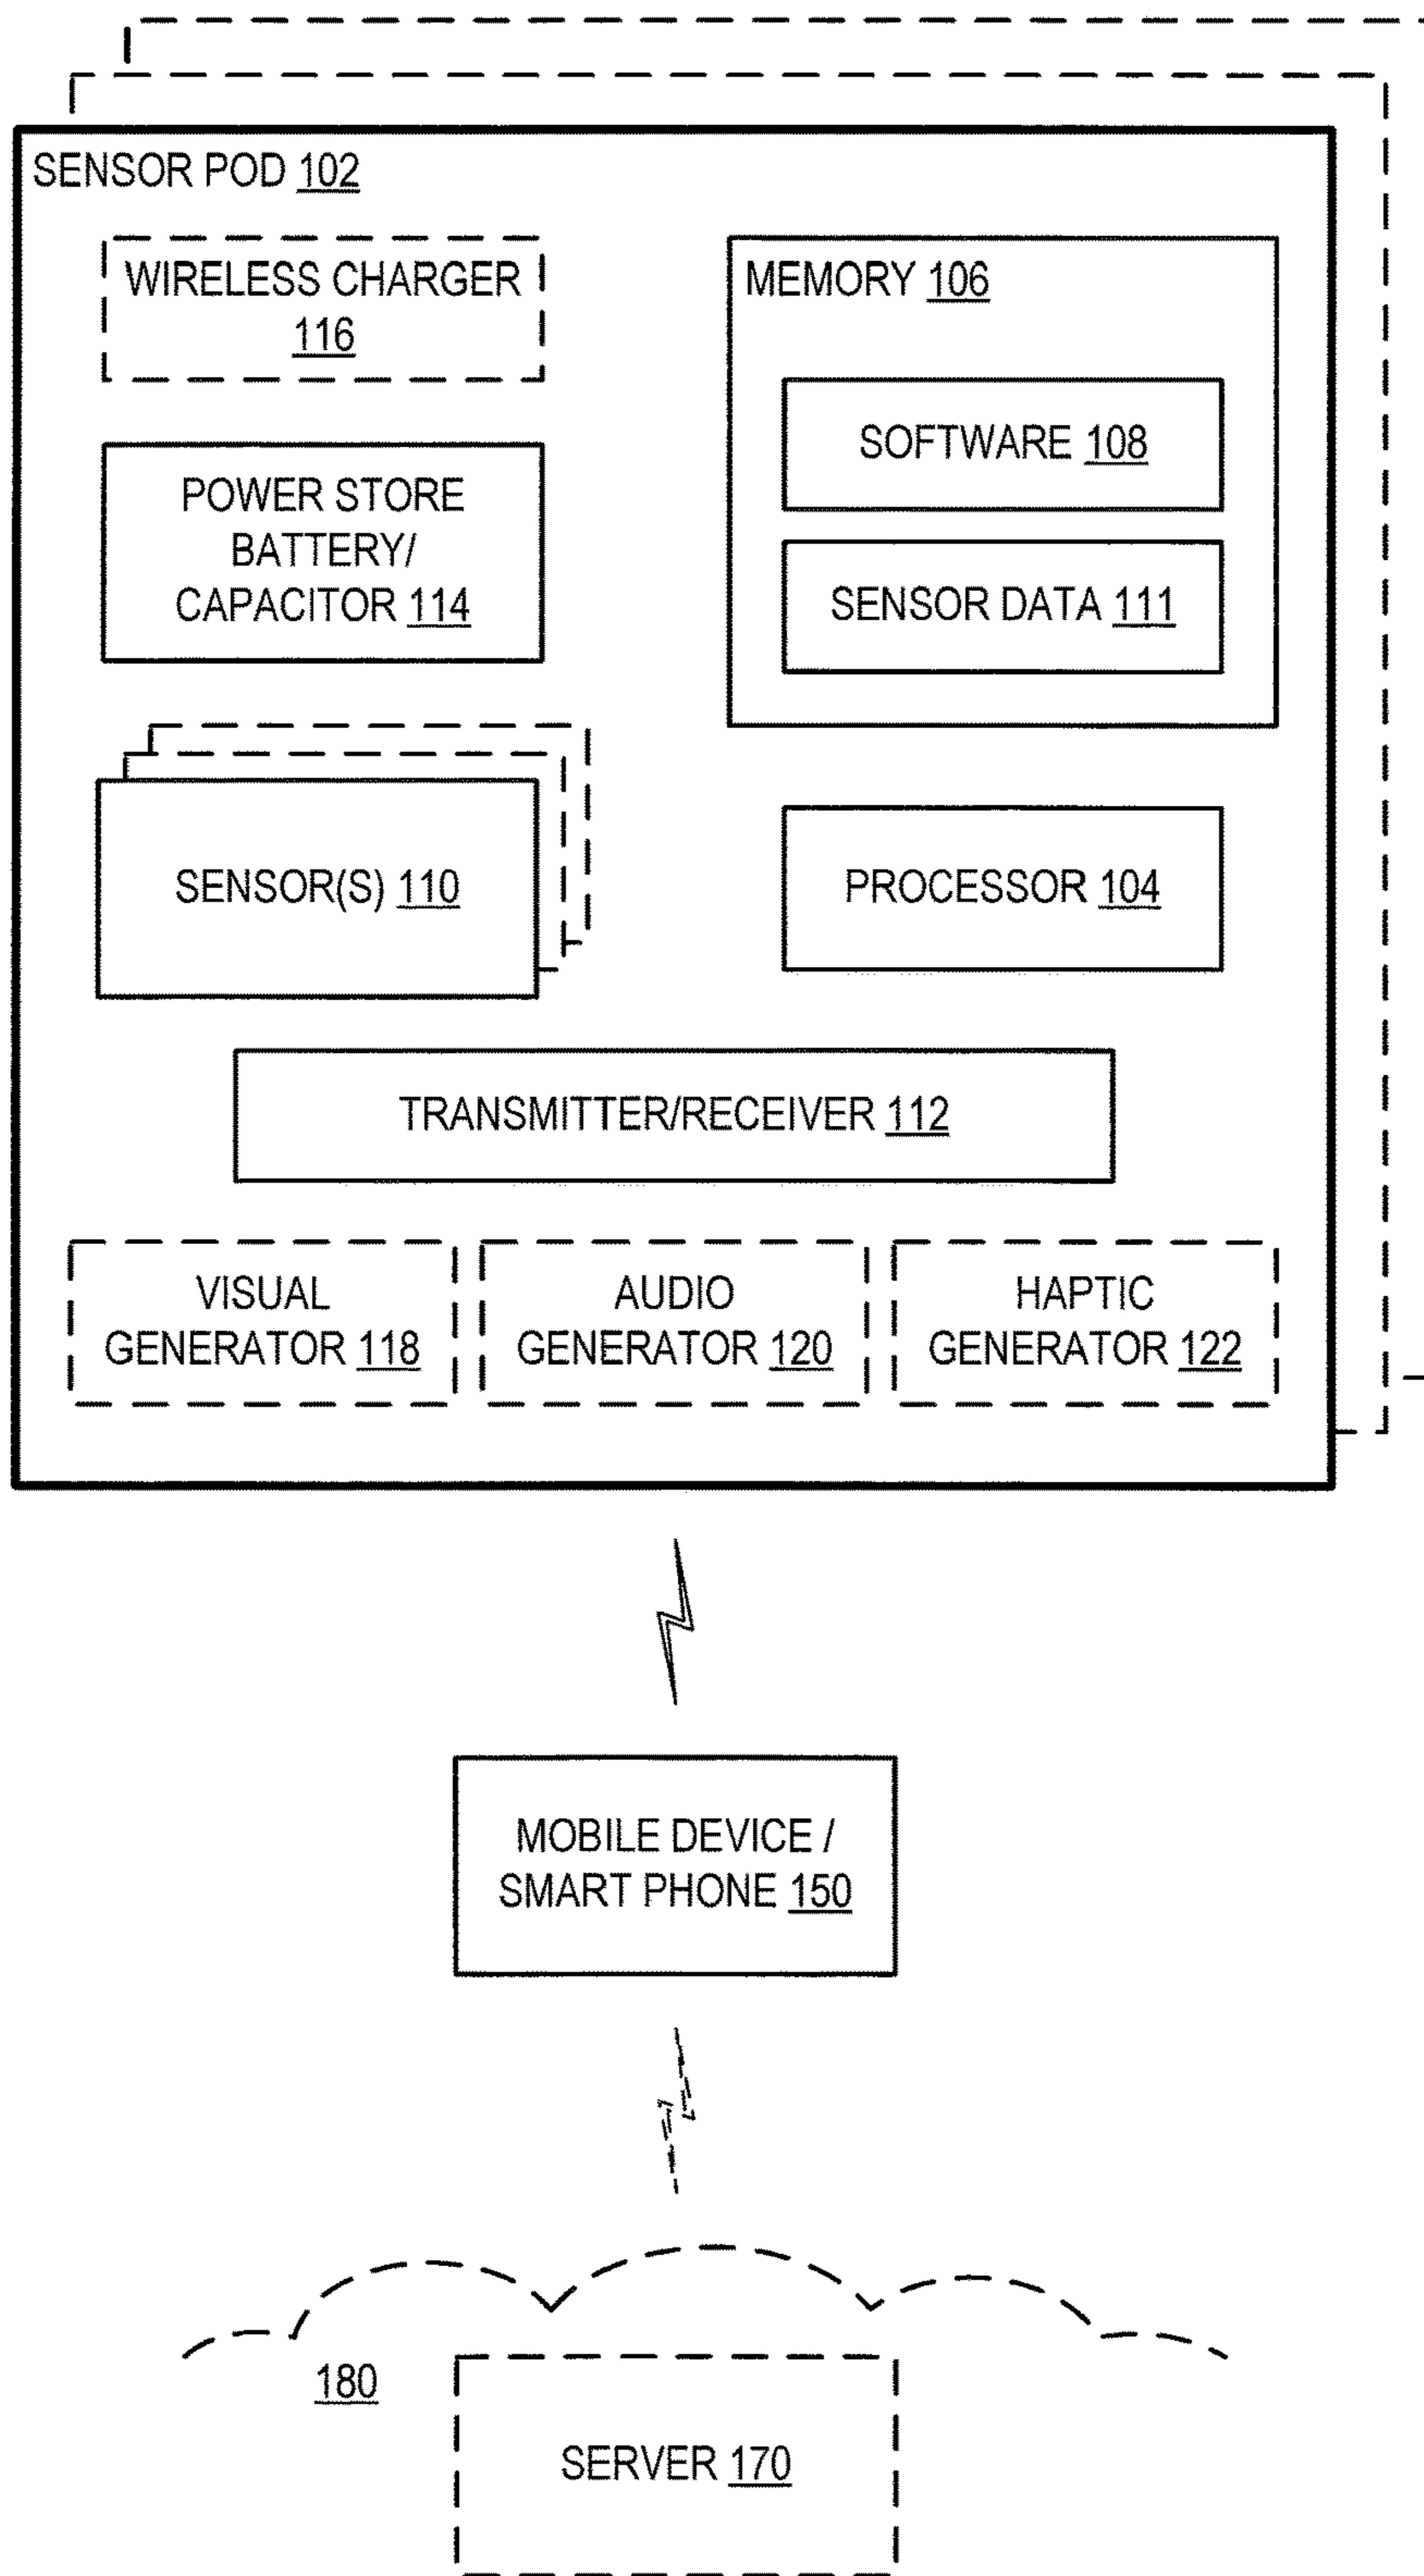 SENSOR POD 102
WIRELESS CHARGER
116
POWER STORE
BATTERY/
CAPACITOR 114
SENSOR(S) 110
MEMORY 106
SOFTWARE 108
SENSOR DATA 111
PROCESSOR 104
TRANSMITTER/RECEIVER 112
VISUAL
GENERATOR 118
AUDIO
GENERATOR 120
HAPTIC
GENERATOR 122
MOBILE DEVICE /
SMART PHONE 150
180
SERVER 170